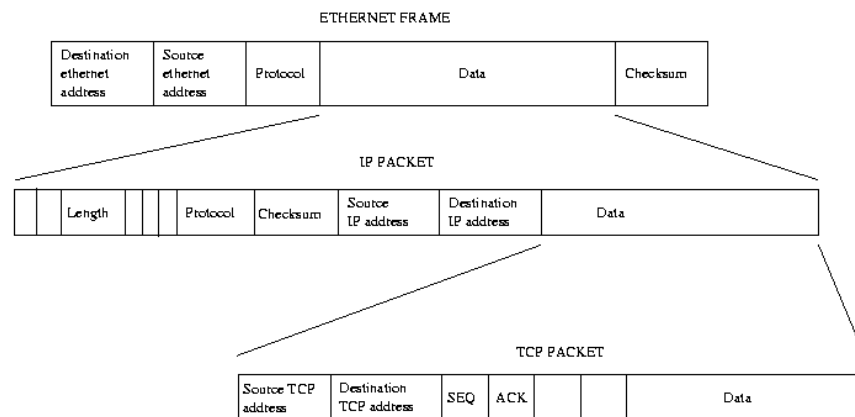 ETHERNET FRAME
Destination
ethernet
address
Source
ethernet
address
Protocol
Data
Checksum
IP PACKET
Length
Protocol
Checksum
Source
IP address
Destination
IP address
Data
TCP PACKET
Source TCP
address
Destination
TCP address
SEQ
ACK
Data